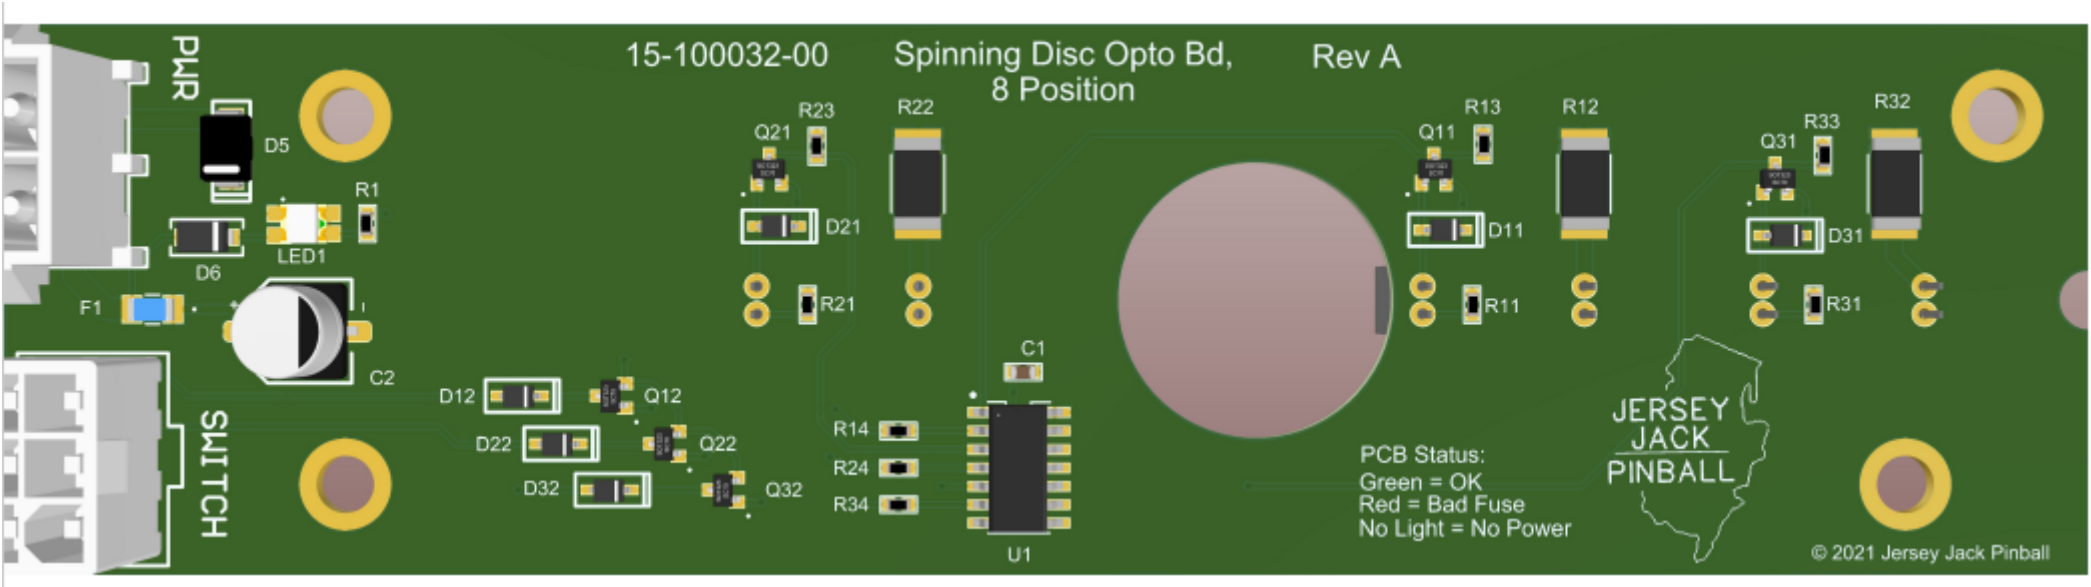 PWR
15-100032-00
Spinning Disc Opto Bd,
8 Position
Rev A
R23
R22
Q21
D5
R1
D21
LED1
D6
F1
R21
C2
R13
R12
Q11
D11
R11
R33
R32
Q31
D31
R31
C1
D12
Q12
D22
Q22
D32
Q32
R14
R24
R34
U1
SWITCH
PCB Status:
Green = OK
Red = Bad Fuse
No Light = No Power
JERSEY
JACK
PINBALL
© 2021 Jersey Jack Pinball